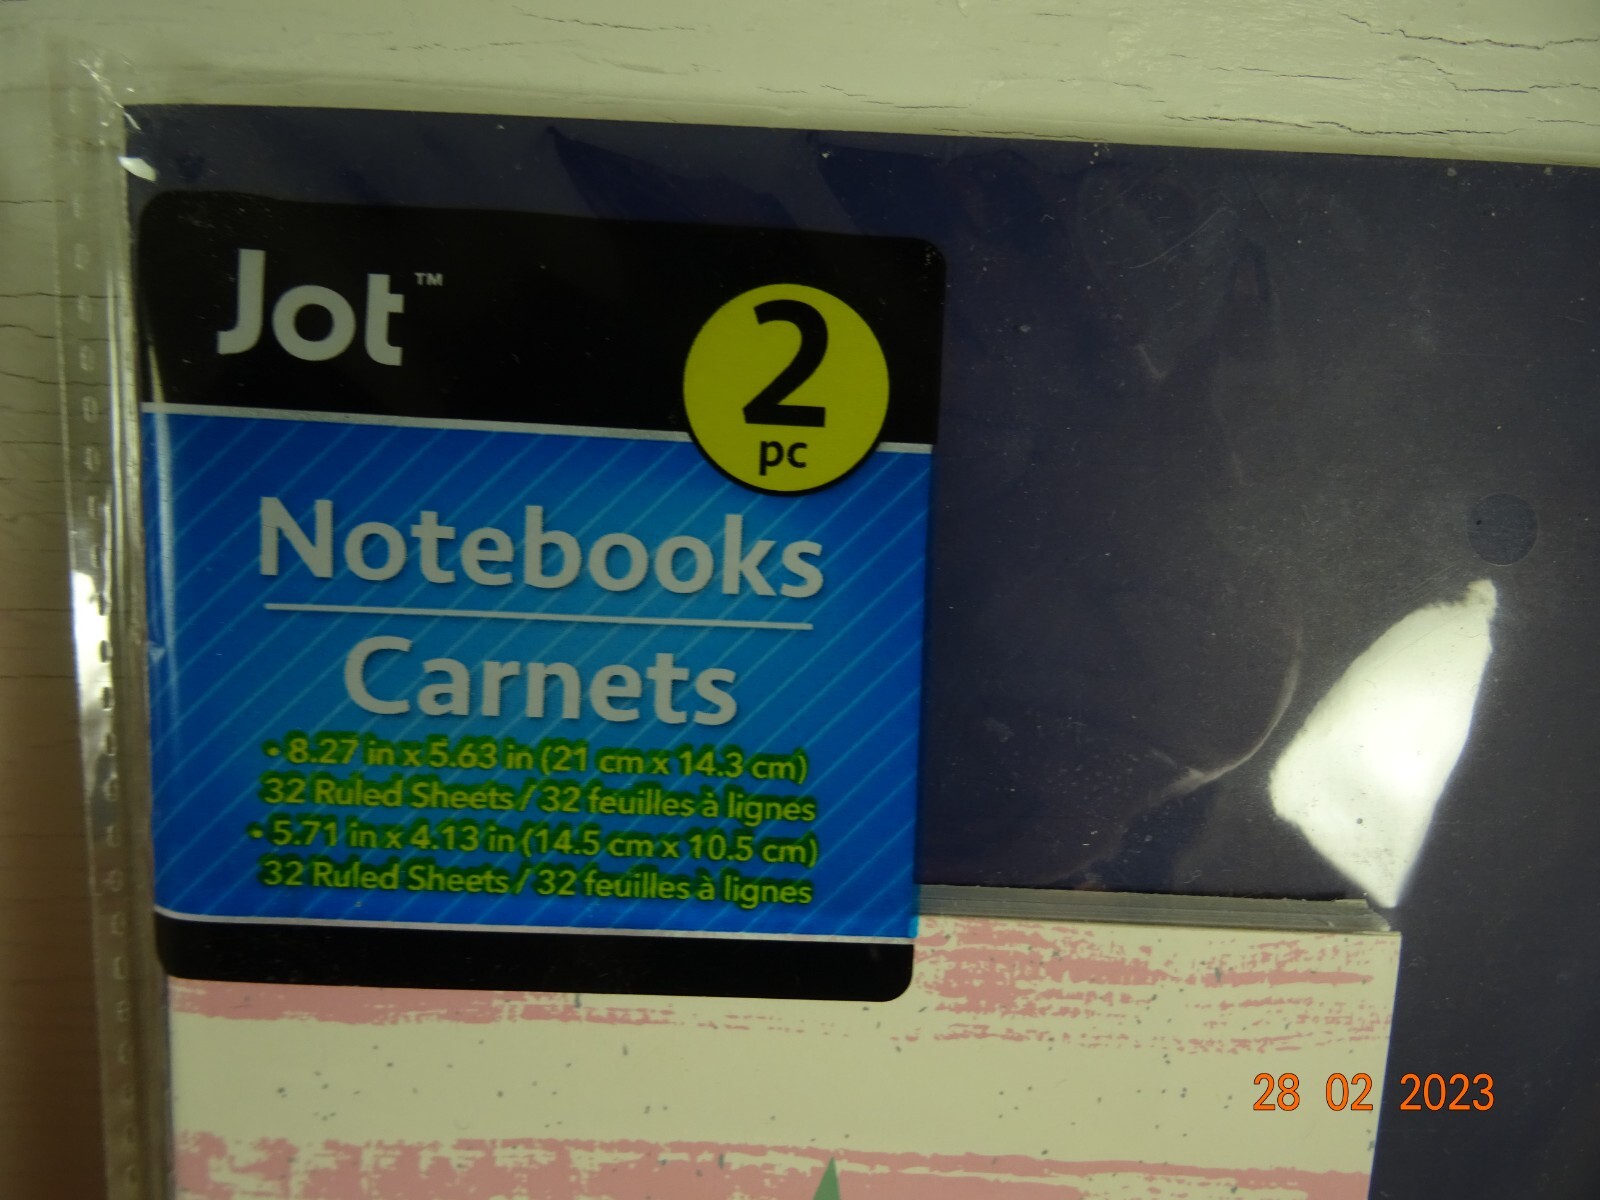 Jot™
2
pc
Notebooks
Carnets
• 8.27 in x 5.63 in (21 cm x 14.3 cm)
32 Ruled Sheets / 32 feuilles à lignes
• 5.71 in x 4.13 in (14.5 cm x 10.5 cm)
32 Ruled Sheets / 32 feuilles à lignes
28 02 2023